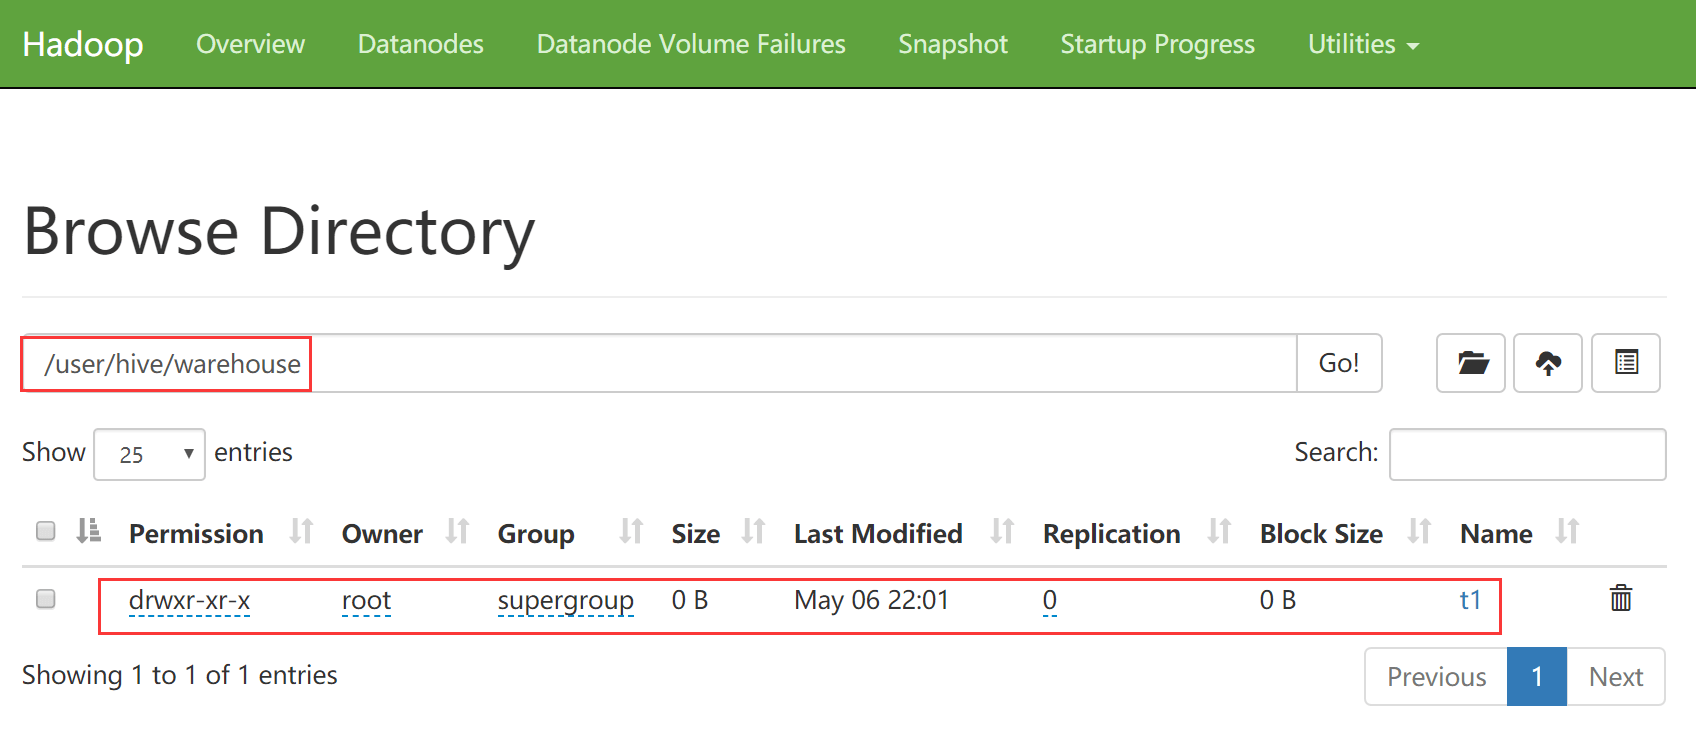 Hadoop Overview Datanodes Datanode Volume Failures Snapshot Startup Progress Utilities
Browse Directory
/user/hive/warehouse Go!
Show 25 entries Search:
Permission Owner Group Size Last Modified Replication Block Size Name
drwxr-xr-x root supergroup 0 B May 06 22:01 0 0 B t1
Showing 1 to 1 of 1 entries Previous 1 Next